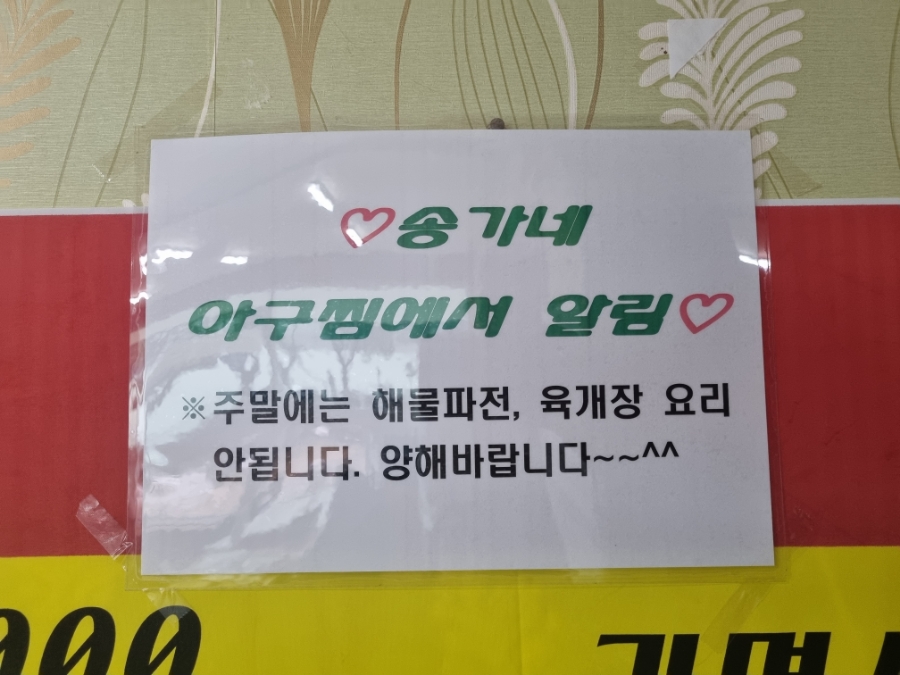 ♡송가네
아구찜에서 알림♡
※주말에는 해물파전, 육개장 요리
안됩니다. 양해바랍니다~~^^
000